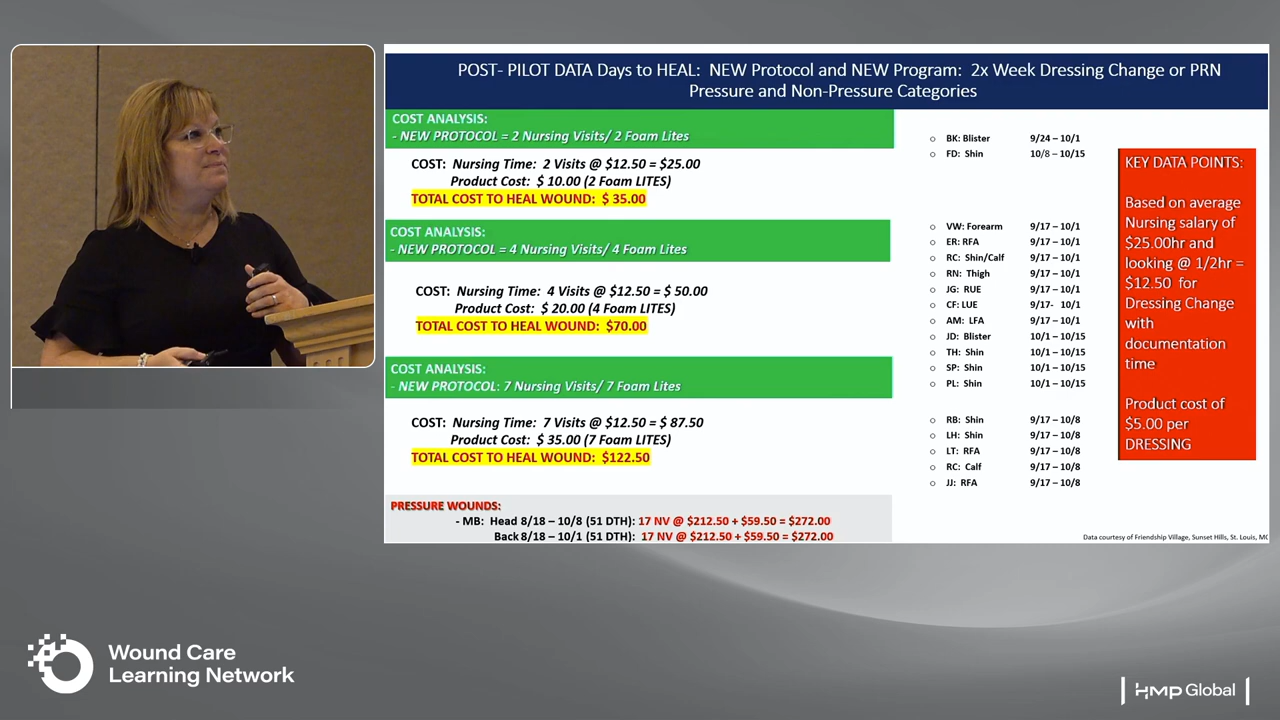 POST- PILOT DATA Days to HEAL: NEW Protocol and NEW Program: 2x Week Dressing Change or PRN
Pressure and Non-Pressure Categories
COST ANALYSIS:
- NEW PROTOCOL = 2 Nursing Visits/ 2 Foam Lites
COST: Nursing Time: 2 Visits @ $12.50 = $25.00
Product Cost: $ 10.00 (2 Foam LITES)
TOTAL COST TO HEAL WOUND: $ 35.00
COST ANALYSIS:
- NEW PROTOCOL = 4 Nursing Visits/ 4 Foam Lites
COST: Nursing Time: 4 Visits @ $12.50 = $ 50.00
Product Cost: $ 20.00 (4 Foam LITES)
TOTAL COST TO HEAL WOUND: $70.00
COST ANALYSIS:
- NEW PROTOCOL: 7 Nursing Visits/ 7 Foam Lites
COST: Nursing Time: 7 Visits @ $12.50 = $ 87.50
Product Cost: $ 35.00 (7 Foam LITES)
TOTAL COST TO HEAL WOUND: $122.50
PRESSURE WOUNDS:
- MB: Head 8/18 – 10/8 (51 DTH): 17 NV @ $212.50 + $59.50 = $272.00
Back 8/18 – 10/1 (51 DTH): 17 NV @ $212.50 + $59.50 = $272.00
o BK: Blister 9/24 – 10/1
o FD: Shin 10/8 – 10/15
o VW: Forearm 9/17 – 10/1
o ER: RFA 9/17 – 10/1
o RC: Shin/Calf 9/17 – 10/1
o RN: Thigh 9/17 – 10/1
o JG: RUE 9/17 – 10/1
o CF: LUE 9/17- 10/1
o AM: LFA 9/17 – 10/1
o JD: Blister 10/1 – 10/15
o TH: Shin 10/1 – 10/15
o SP: Shin 10/1 – 10/15
o PL: Shin 10/1 – 10/15
o RB: Shin 9/17 – 10/8
o LH: Shin 9/17 – 10/8
o LT: RFA 9/17 – 10/8
o RC: Calf 9/17 – 10/8
o JJ: RFA 9/17 – 10/8
KEY DATA POINTS:
Based on average
Nursing salary of
$25.00hr and
looking @ 1/2hr =
$12.50 for
Dressing Change
with
documentation
time
Product cost of
$5.00 per
DRESSING
Data courtesy of Friendship Village, Sunset Hills, St. Louis, MO
Wound Care
Learning Network
HMP Global